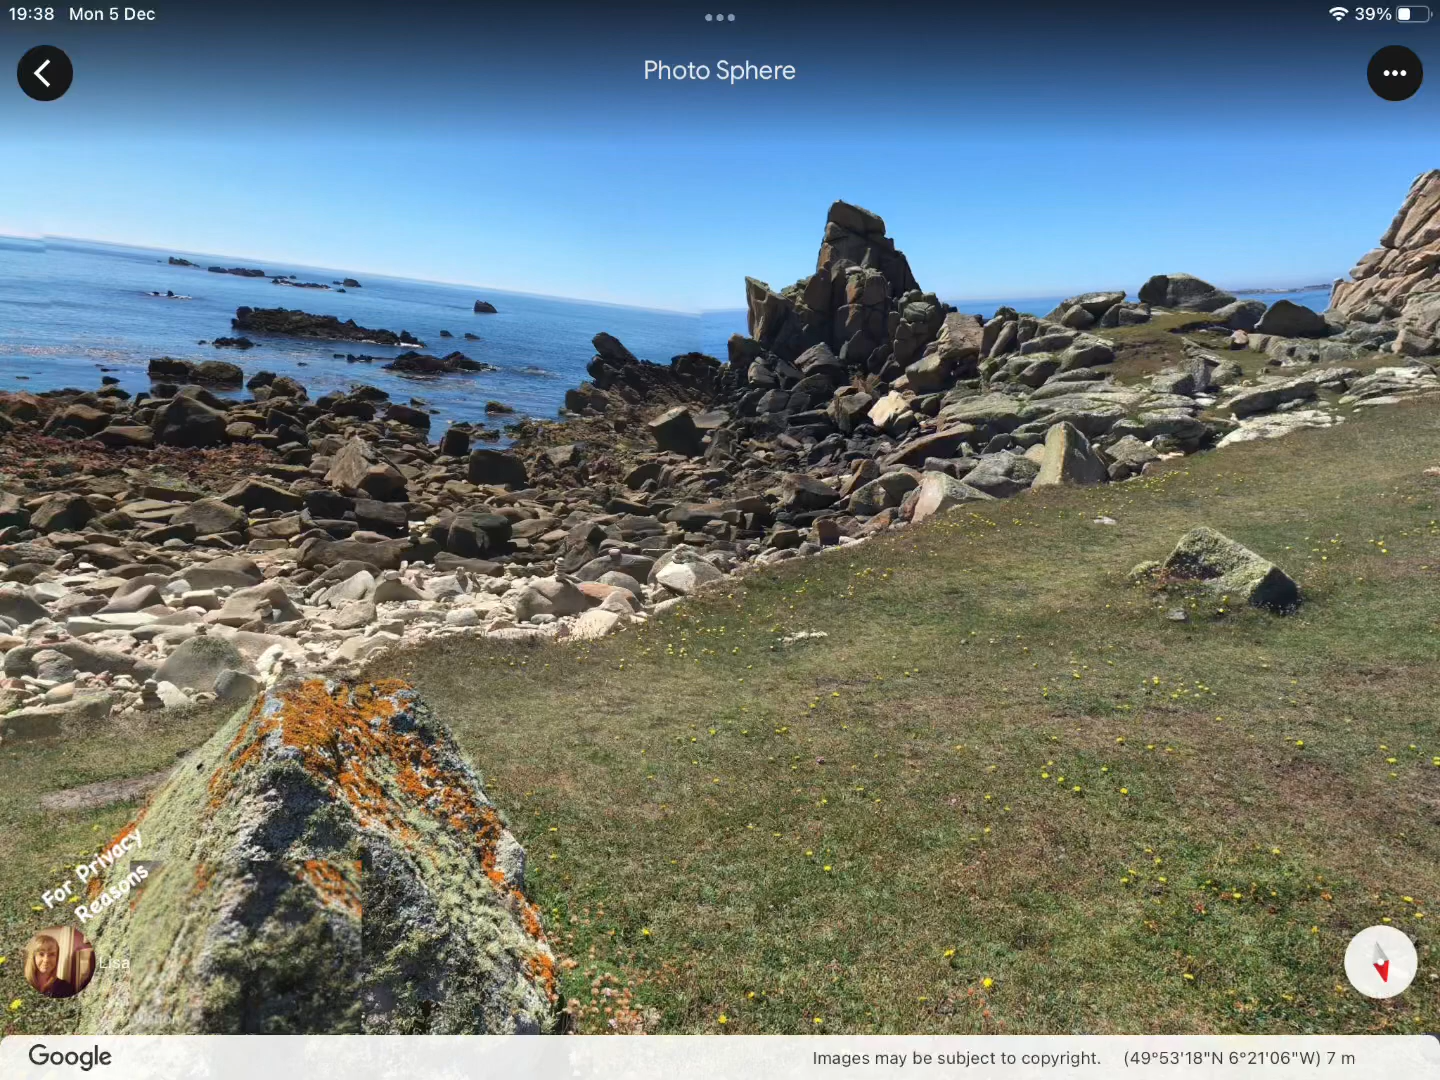 19:38 Mon 5 Dec
39%
Photo Sphere
For Privacy
Reasons
Lisa
Google
Images may be subject to copyright. (49°53'18"N 6°21'06"W) 7 m